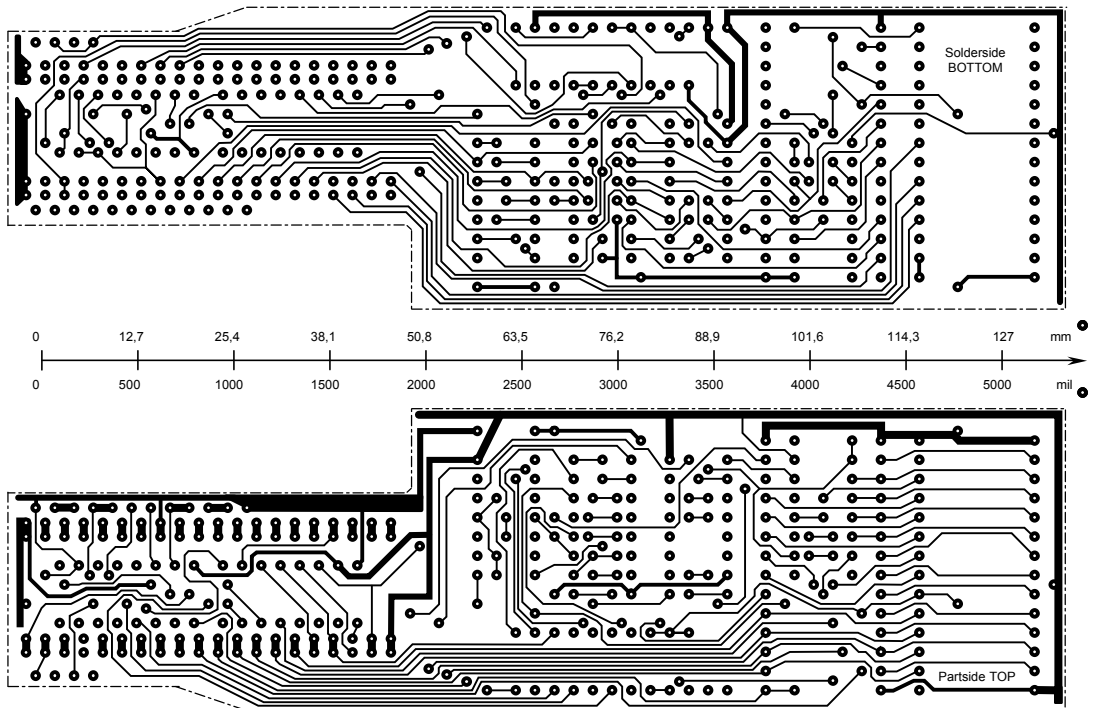 Solderside
BOTTOM
0 12,7 25,4 38,1 50,8 63,5 76,2 88,9 101,6 114,3 127 mm
0 500 1000 1500 2000 2500 3000 3500 4000 4500 5000 mil
Partside TOP